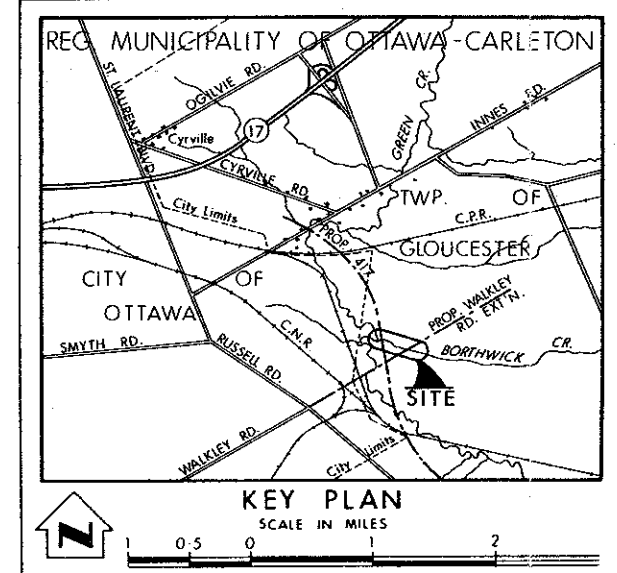 REG. MUNICIPALITY OF OTTAWA-CARLETON
ST. LAURENT BLVD.
OGILVIE RD.
Cyrville
17
GREEN CR.
INNES RD.
CYRVILLE RD.
City Limits
TWP. OF
C.P.R.
PROP. 417
GLOUCESTER
CITY OF
OTTAWA
PROP. WALKLEY
RD. EXT'N.
SMYTH RD.
C.N.R.
RUSSELL RD.
BORTHWICK CR.
SITE
WALKLEY RD.
City Limits
KEY PLAN
SCALE IN MILES
N
1 0.5 0 1 2